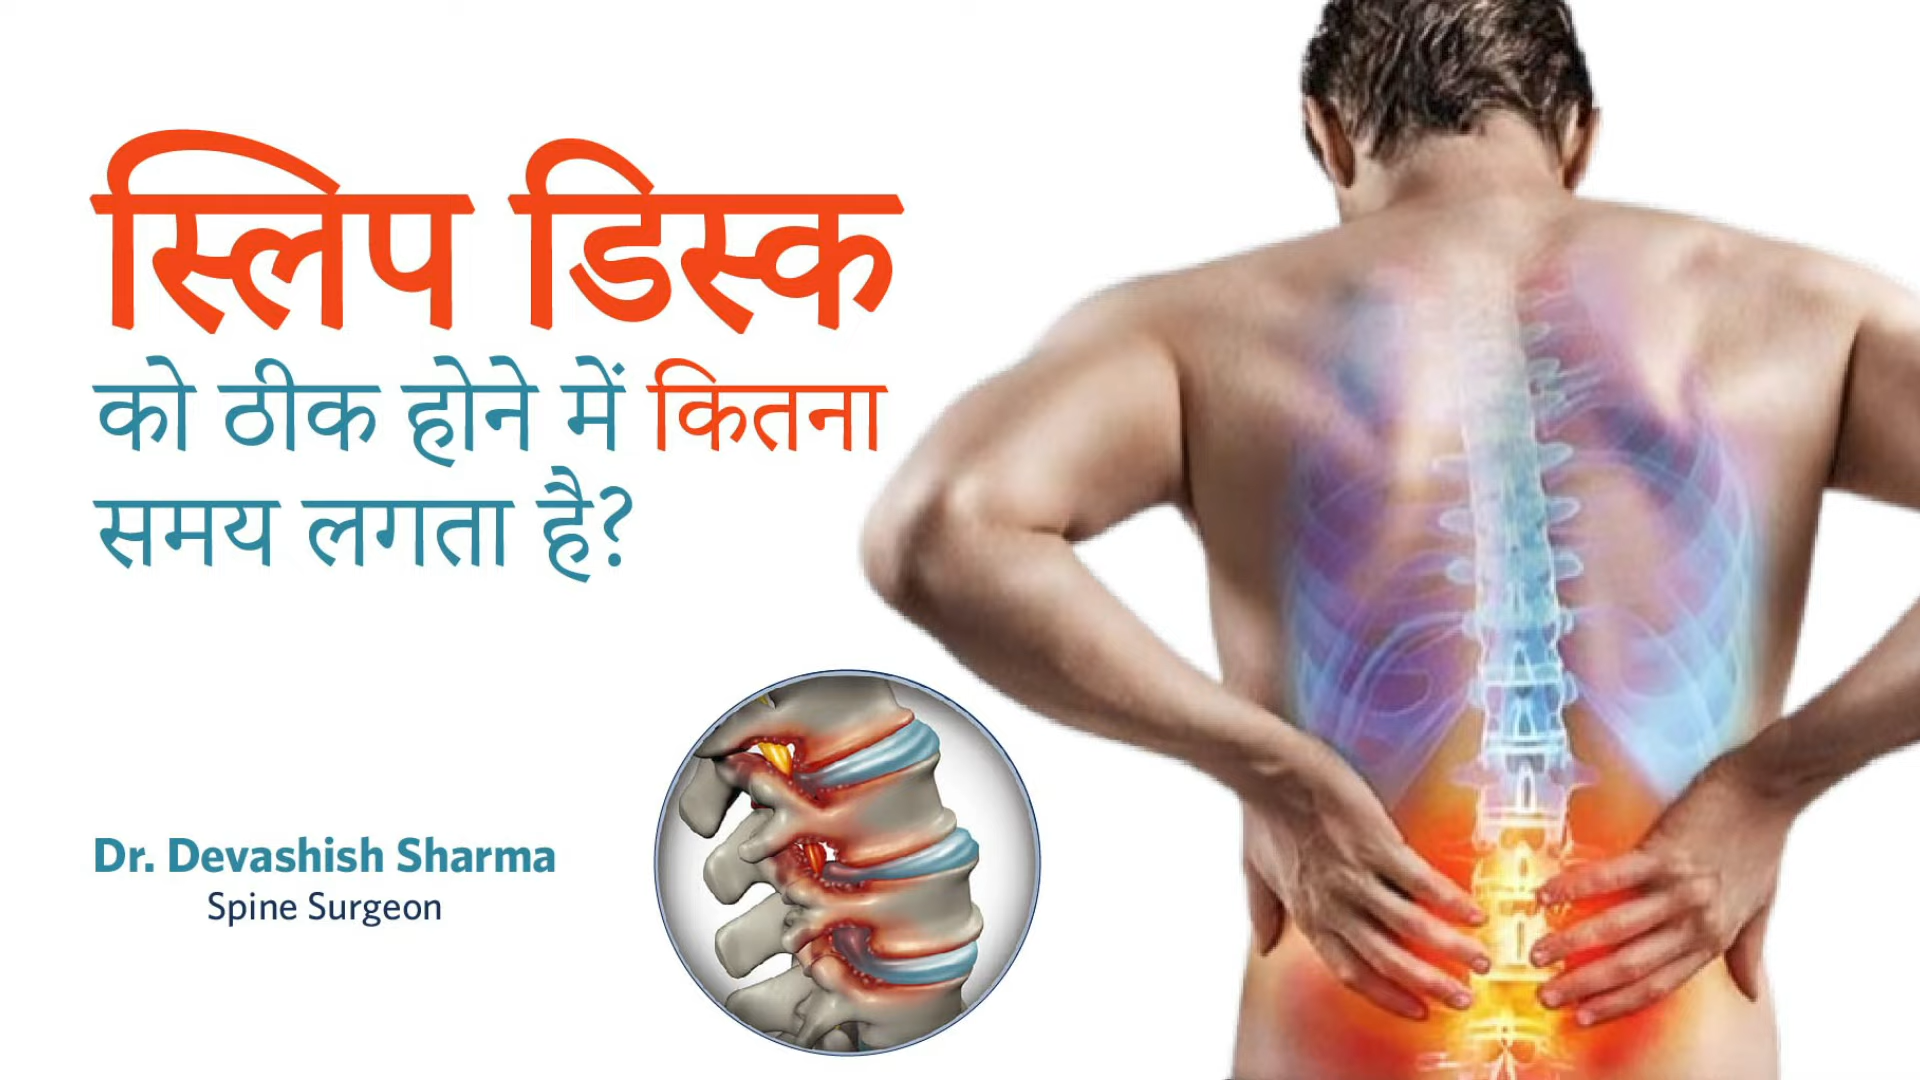 स्लिप डिस्क
को ठीक होने में कितना
समय लगता है?
Dr. Devashish Sharma
Spine Surgeon